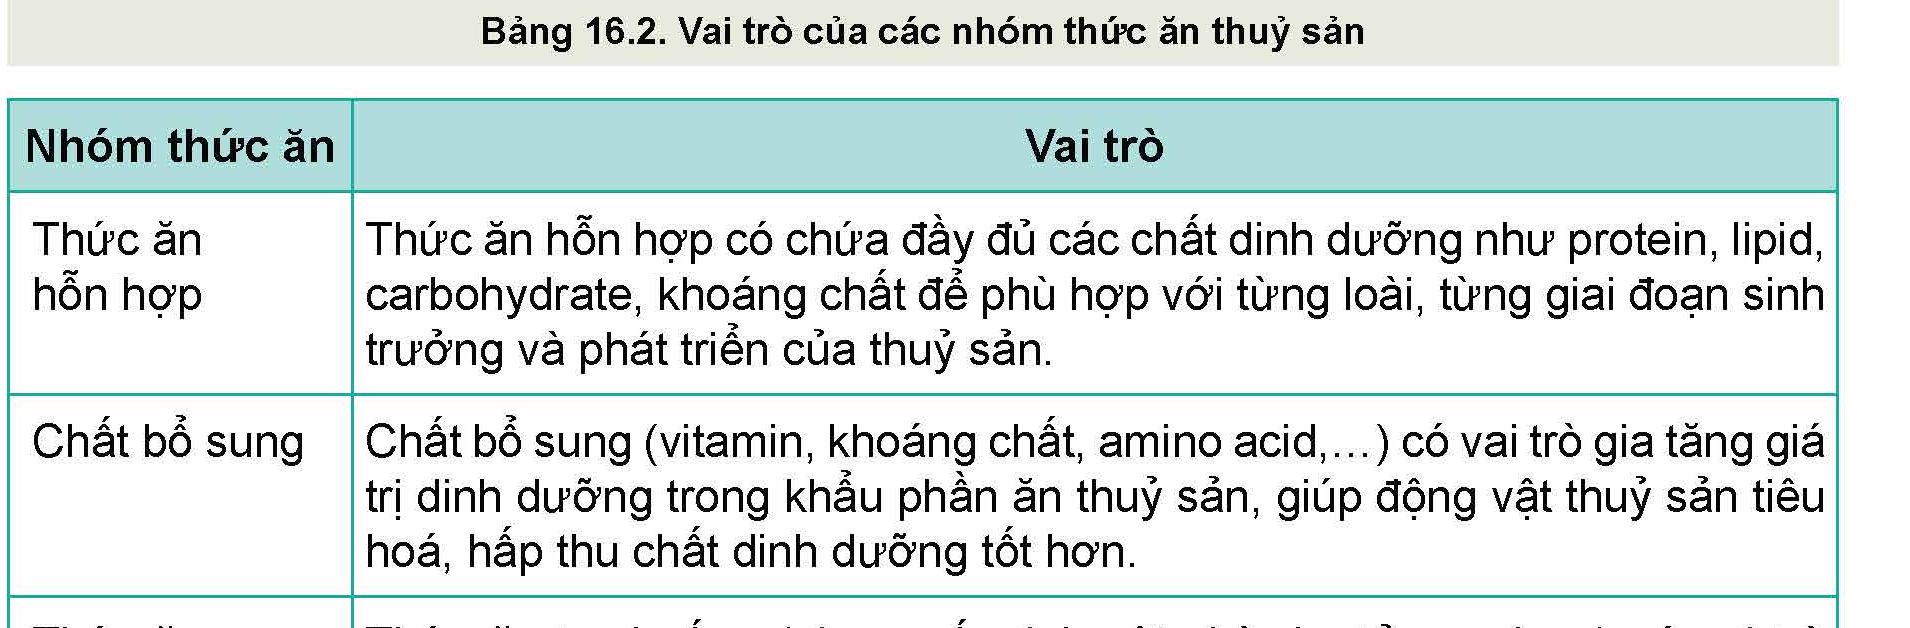 Bảng 16.2. Vai trò của các nhóm thức ăn thuỷ sản
Nhóm thức ăn
Vai trò
Thức ăn
hỗn hợp
Thức ăn hỗn hợp có chứa đầy đủ các chất dinh dưỡng như protein, lipid,
carbohydrate, khoáng chất để phù hợp với từng loài, từng giai đoạn sinh
trưởng và phát triển của thuỷ sản.
Chất bổ sung
Chất bổ sung (vitamin, khoáng chất, amino acid,...) có vai trò gia tăng giá
trị dinh dưỡng trong khẩu phần ăn thuỷ sản, giúp động vật thuỷ sản tiêu
hoá, hấp thu chất dinh dưỡng tốt hơn.